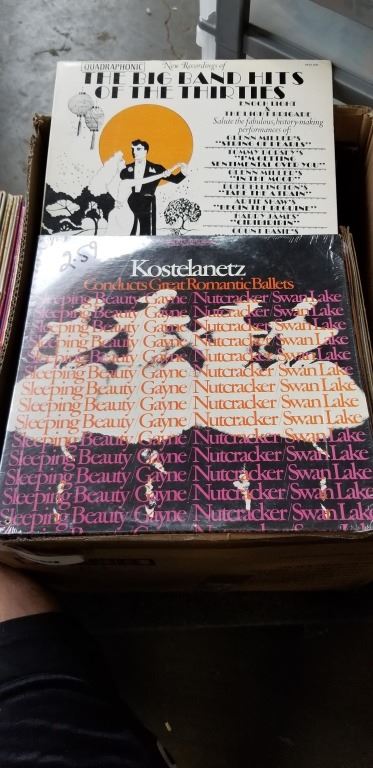 QUADRAPHONIC
New Recordings of
THE BIG BAND HITS
OF THE THIRTIES
ENOCH LIGHT
&
THE LIGHT BRIGADE
Salute the fabulous, history-making
performances of:
GLENN MILLER'S
"STRING OF PEARLS"
TOMMY DORSEY'S
"I'M GETTING
SENTIMENTAL OVER YOU"
GLENN MILLER'S
"IN THE MOOD"
DUKE ELLINGTON'S
"TAKE THE A TRAIN"
ARTIE SHAW'S
"BEGIN THE BEGUINE"
HARRY JAMES'
"CIRIBIRIBIN"
COUNT BASIE'S
2.59
Kostelanetz
Conducts Great Romantic Ballets
Sleeping Beauty/Gayne/Nutcracker/Swan Lake
Sleeping Beauty/Gayne/Nutcracker/Swan Lake
Sleeping Beauty/Gayne/Nutcracker/Swan Lake
Sleeping Beauty/Gayne/Nutcracker/Swan Lake
Sleeping Beauty/Gayne/Nutcracker/Swan Lake
Sleeping Beauty/Gayne/Nutcracker/Swan Lake
Sleeping Beauty/Gayne/Nutcracker/Swan Lake
Sleeping Beauty/Gayne/Nutcracker/Swan Lake
Sleeping Beauty/Gayne/Nutcracker/Swan Lake
Sleeping Beauty/Gayne/Nutcracker/Swan Lake
Sleeping Beauty/Gayne/Nutcracker/Swan Lake
Sleeping Beauty/Gayne/Nutcracker/Swan Lake
Sleeping Beauty/Gayne/Nutcracker/Swan Lake